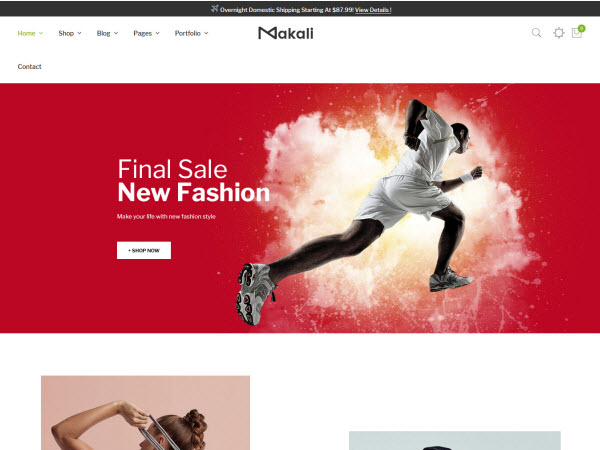 Overnight Domestic Shipping Starting At $87.99! View Details !
Home Shop Blog Pages Portfolio
Makali
0
Contact
Final Sale
New Fashion
Make your life with new fashion style
+ SHOP NOW